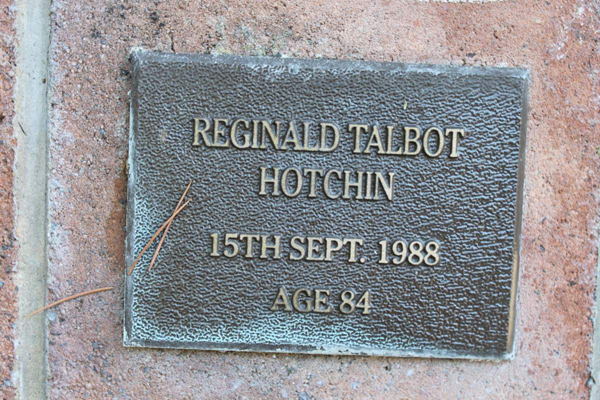 REGINALD TALBOT
HOTCHIN
15TH SEPT. 1988
AGE 84